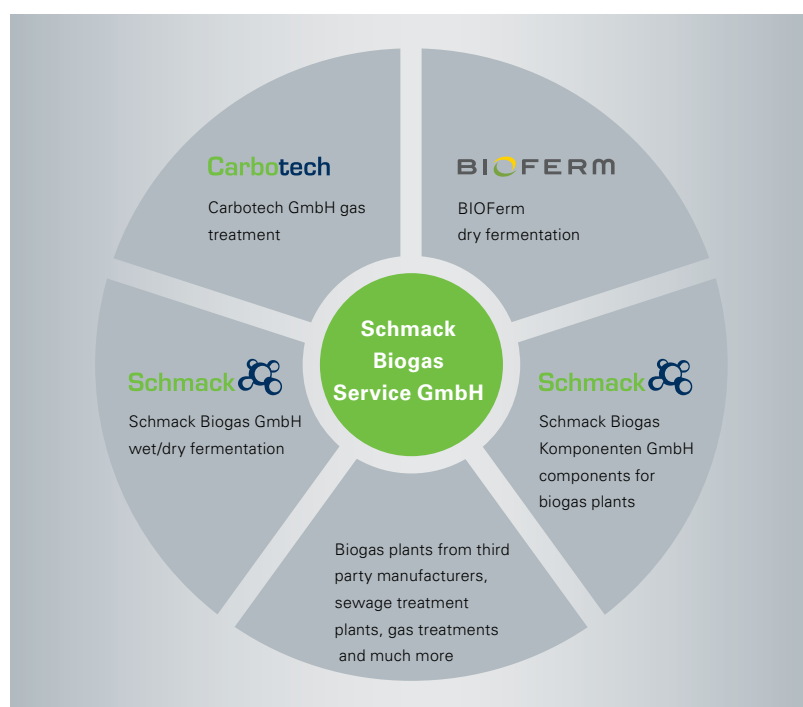 Carbotech
Carbotech GmbH gas
treatment
BIOFERM
BIOFerm
dry fermentation
Schmack
Biogas
Service GmbH
Schmack
Schmack Biogas GmbH
wet/dry fermentation
Schmack
Schmack Biogas
Komponenten GmbH
components for
biogas plants
Biogas plants from third
party manufacturers,
sewage treatment
plants, gas treatments
and much more